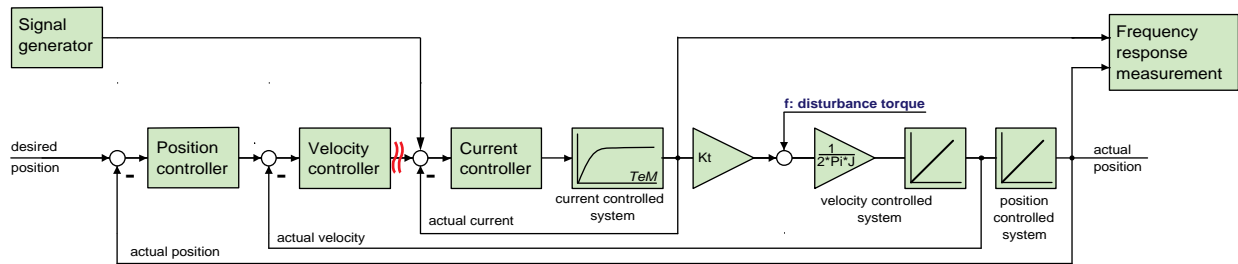 Signal
generator
Frequency
response
measurement
f: disturbance torque
desired
position
-
Position
controller
-
Velocity
controller
-
Current
controller
TeM
current controlled
system
Kt
1
2*Pi*J
velocity controlled
system
position
controlled
system
actual
position
actual current
actual velocity
actual position